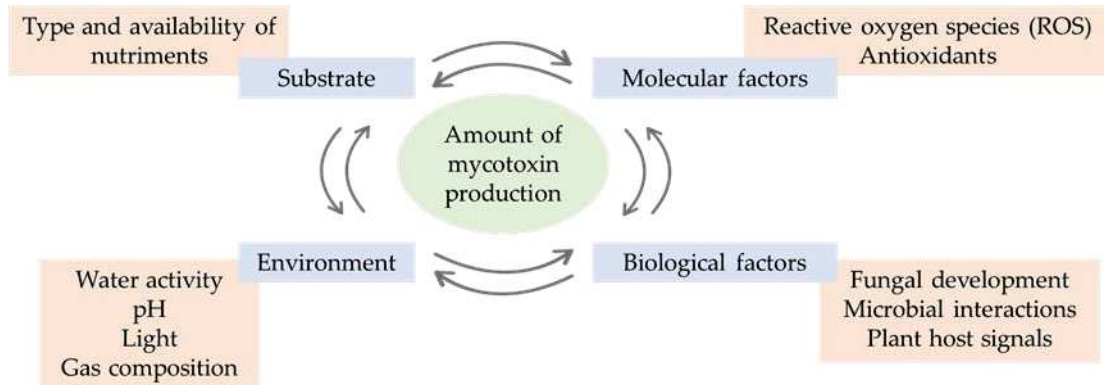 Type and availability of
nutriments
Substrate
Reactive oxygen species (ROS)
Antioxidants
Molecular factors
Amount of
mycotoxin
production
Environment
Water activity
pH
Light
Gas composition
Biological factors
Fungal development
Microbial interactions
Plant host signals